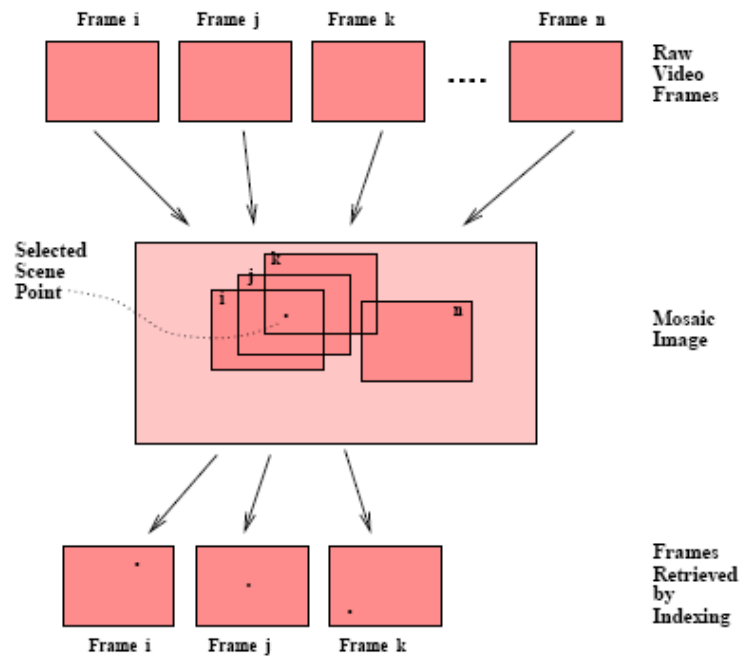 Frame i
Frame j
Frame k
Frame n
Raw
Video
Frames
Selected
Scene
Point
k
j
i
n
Mosaic
Image
Frames
Retrieved
by
Indexing
Frame i
Frame j
Frame k